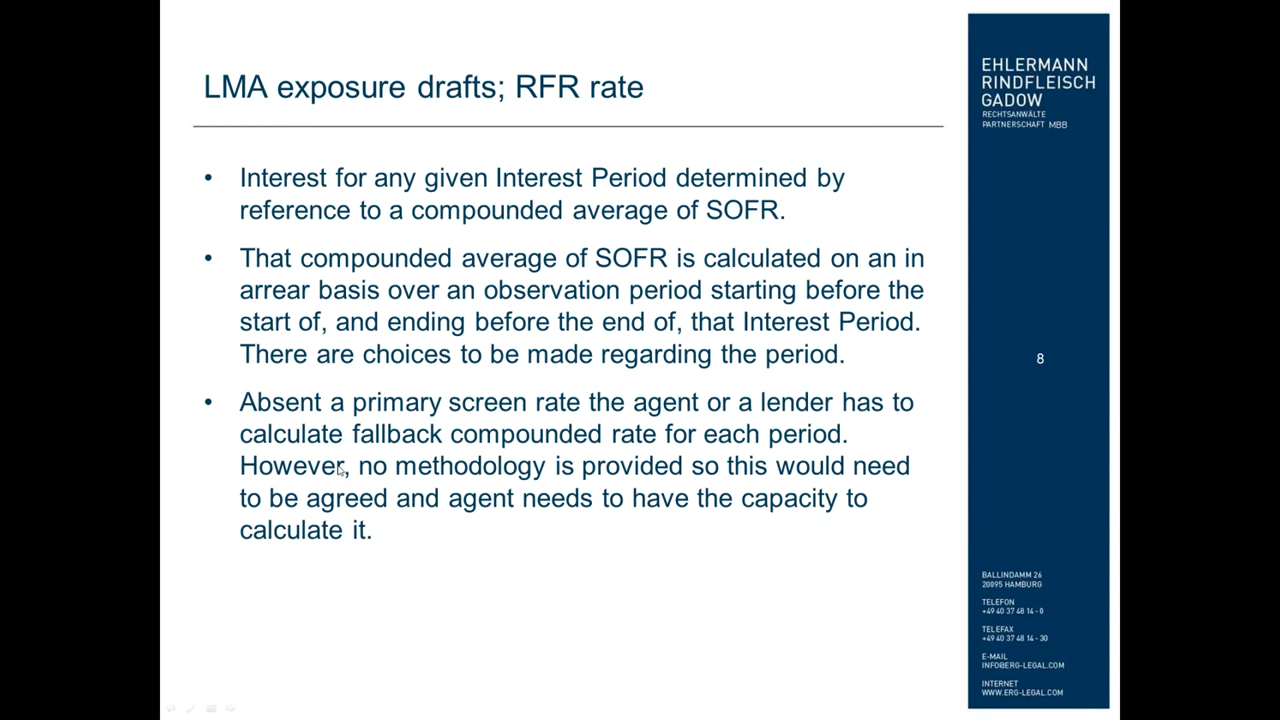 LMA exposure drafts; RFR rate
• Interest for any given Interest Period determined by
reference to a compounded average of SOFR.
• That compounded average of SOFR is calculated on an in
arrear basis over an observation period starting before the
start of, and ending before the end of, that Interest Period.
There are choices to be made regarding the period.
• Absent a primary screen rate the agent or a lender has to
calculate fallback compounded rate for each period.
However, no methodology is provided so this would need
to be agreed and agent needs to have the capacity to
calculate it.
EHLERMANN
RINDFLEISCH
GADOW
RECHTSANWÄLTE
PARTNERSCHAFT MBB
8
BALLINDAMM 26
20095 HAMBURG
TELEFON
+49 40 37 48 14 - 0
TELEFAX
+49 40 37 48 14 - 30
E-MAIL
INFO@ERG-LEGAL.COM
INTERNET
WWW.ERG-LEGAL.COM